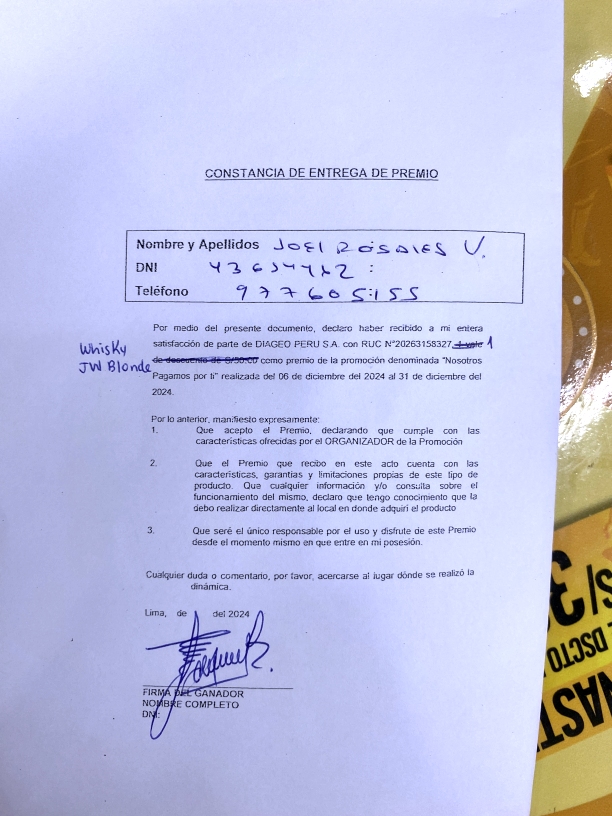 CONSTANCIA DE ENTREGA DE PREMIO
Nombre y Apellidos JOEl ROSALES V.
DNI
Teléfono 977605155
Por medio del presente documento, declaro haber recibido a mi entera
satisfacción de parte de DIAGEO PERU S.A. con RUC N°20263158327, 1 vale 1
Whisky
JW Blonde
de descuento de S/50.00 como premio de la promoción denominada "Nosotros
Pagamos por ti" realizada del 06 de diciembre del 2024 al 31 de diciembre del
2024.
Por lo anterior, manifiesto expresamente:
1. Que acepto el Premio, declarando que cumple con las
características ofrecidas por el ORGANIZADOR de la Promoción
2. Que el Premio que recibo en este acto cuenta con las
características, garantías y limitaciones propias de este tipo de
producto. Que cualquier información y/o consulta sobre el
funcionamiento del mismo, declaro que tengo conocimiento que la
debo realizar directamente al local en donde adquirí el producto
3. Que seré el único responsable por el uso y disfrute de este Premio
desde el momento mismo en que entre en mi posesión.
Cualquier duda o comentario, por favor, acercarse al lugar dónde se realizó la
dinámica.
Lima, de del 2024
FIRMA DEL GANADOR
NOMBRE COMPLETO
DNI:
S/3
DSCTO